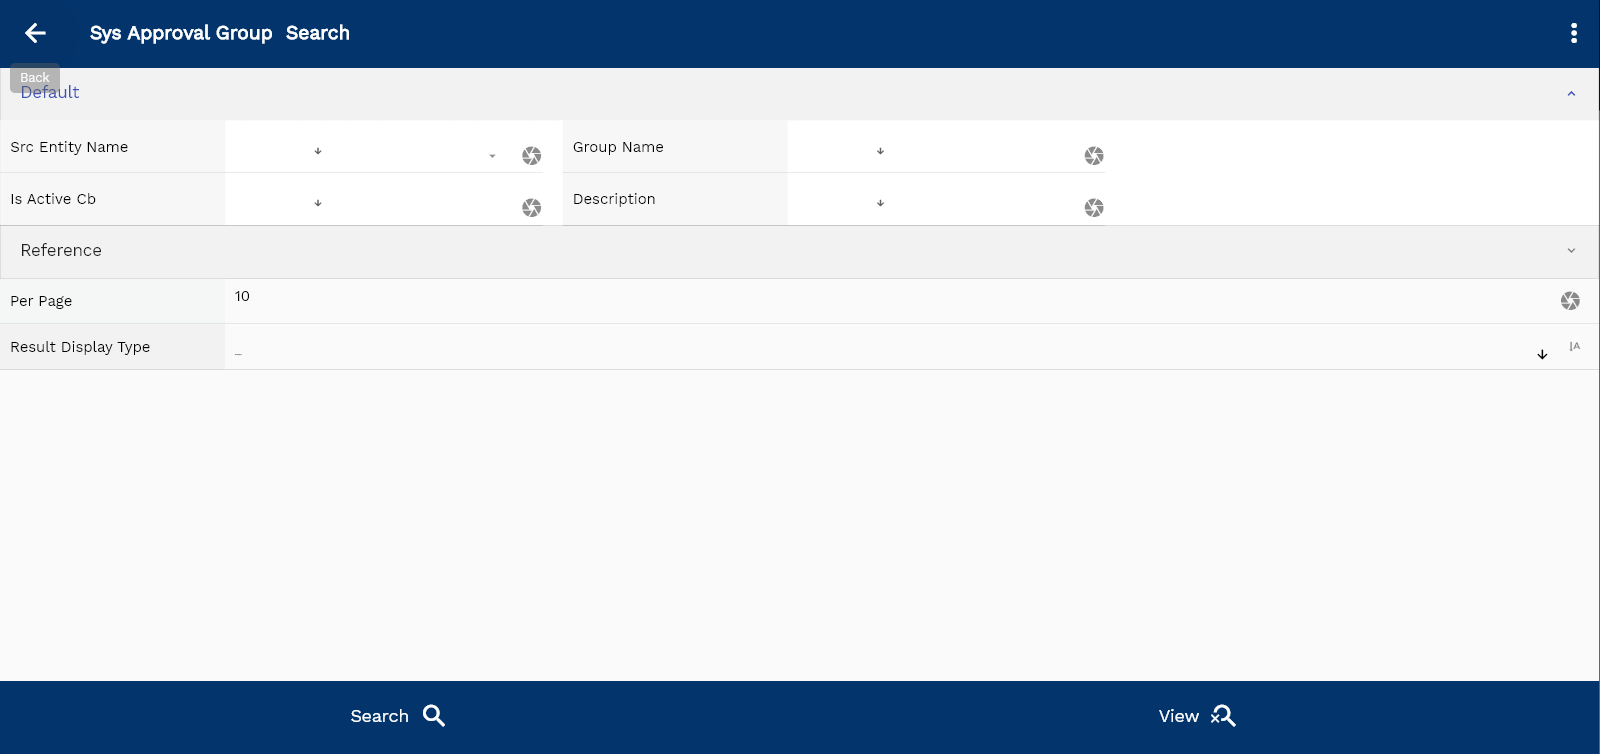 Sys Approval Group Search
Back
Default
Src Entity Name
Group Name
Is Active Cb
Description
Reference
Per Page
10
Result Display Type
_
A
Search
View